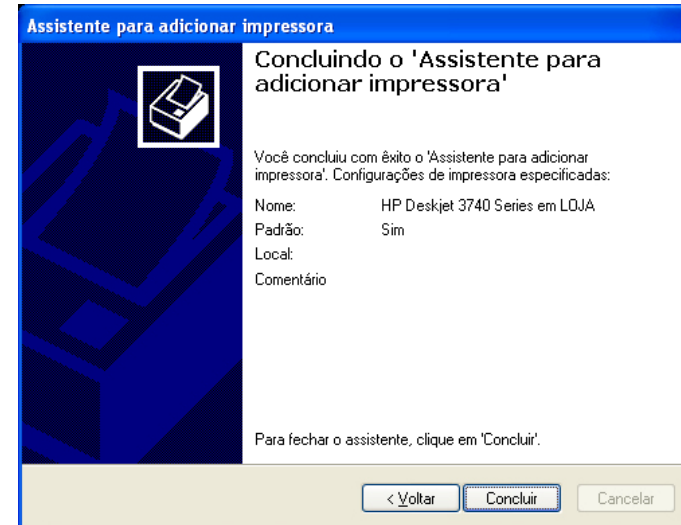 Assistente para adicionar impressora
Concluindo o 'Assistente para
adicionar impressora'
Você concluiu com êxito o 'Assistente para adicionar
impressora'. Configurações de impressora especificadas:
Nome: HP Deskjet 3740 Series em LOJA
Padrão: Sim
Local:
Comentário
Para fechar o assistente, clique em 'Concluir'.
< Voltar Concluir Cancelar